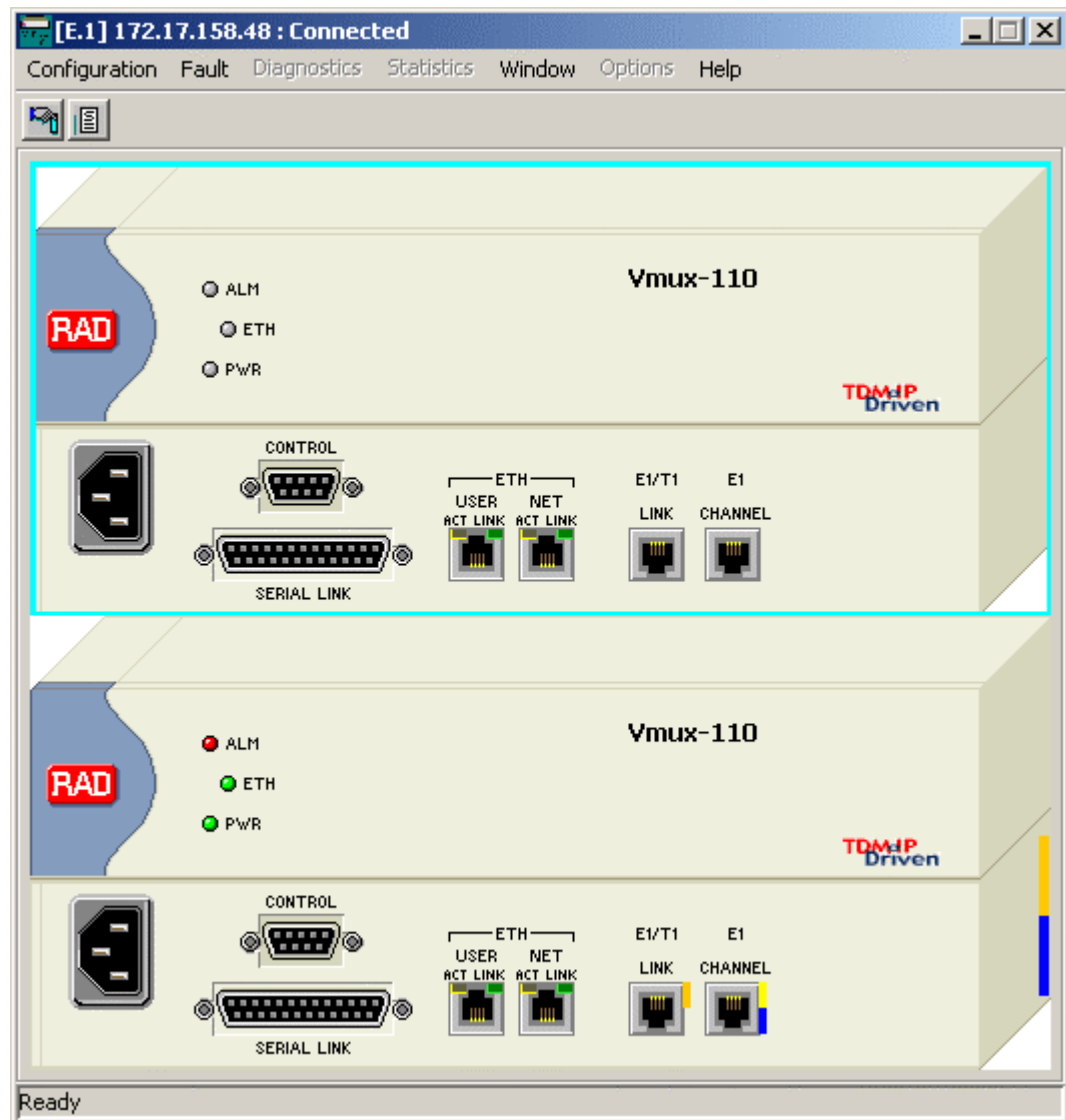 [E.1] 172.17.158.48 : Connected
Configuration Fault Diagnostics Statistics Window Options Help
Vmux-110
ALM
RAD
ETH
PWR
TDMoIP
Driven
CONTROL
ETH
E1/T1 E1
USER NET
LINK CHANNEL
ACT LINK ACT LINK
SERIAL LINK
Vmux-110
ALM
RAD
ETH
PWR
TDMoIP
Driven
CONTROL
ETH
E1/T1 E1
USER NET
LINK CHANNEL
ACT LINK ACT LINK
SERIAL LINK
Ready